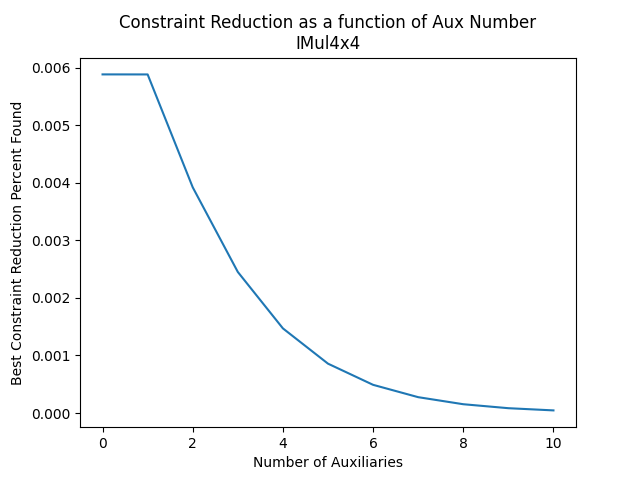 Constraint Reduction as a function of Aux Number
IMul4x4
Best Constraint Reduction Percent Found
0.006
0.005
0.004
0.003
0.002
0.001
0.000
0 2 4 6 8 10
Number of Auxiliaries